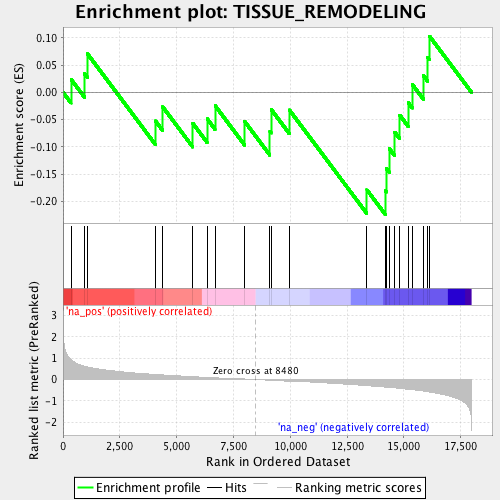 Enrichment plot: TISSUE_REMODELING
Enrichment score (ES)
0.10
0.05
0.00
-0.05
-0.10
-0.15
-0.20
'na_pos' (positively correlated)
Ranked list metric (PreRanked)
3
2
1
0
-1
-2
Zero cross at 8480
'na_neg' (negatively correlated)
0
2,500
5,000
7,500
10,000
12,500
15,000
17,500
Rank in Ordered Dataset
Enrichment profile
Hits
Ranking metric scores